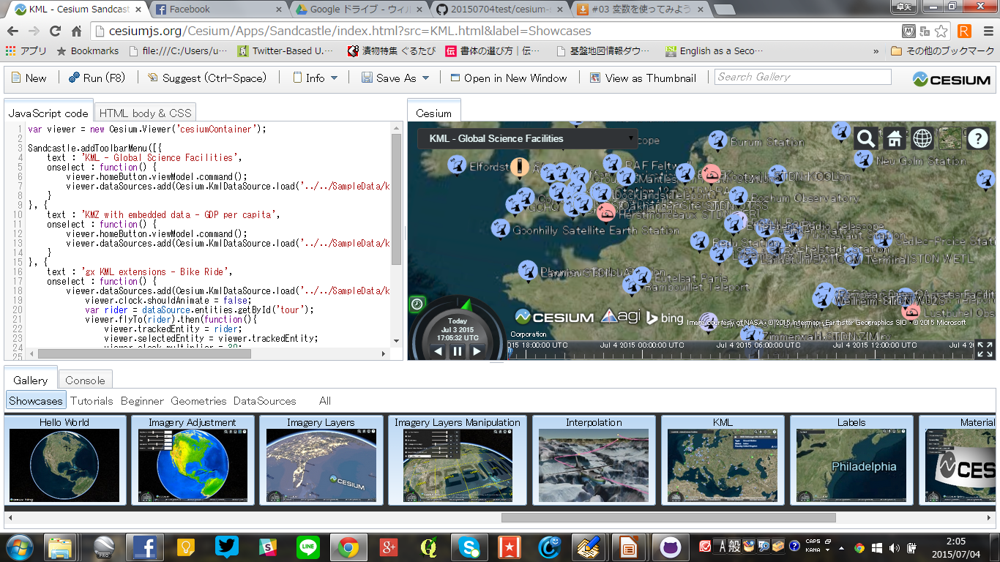 KML - Cesium Sandcast
Facebook
Google ドライブ - ウィル
20150704test/cesium-s
#03 変数を使ってみよう
卓矢
cesiumjs.org/Cesium/Apps/Sandcastle/index.html?src=KML.html&label=Showcases
アプリ
Bookmarks
file:///C:/Users/u…
Twitter-Based U.…
漬物特集 ぐるたび
書体の選び方｜伝…
基盤地図情報ダウ…
English as a Seco…
»
その他のブックマーク
New
Run (F8)
Suggest (Ctrl-Space)
Info
Save As
Open in New Window
View as Thumbnail
Search Gallery
CESIUM
JavaScript code
HTML body & CSS
Cesium
1 var viewer = new Cesium.Viewer('cesiumContainer');
2
3 Sandcastle.addToolbarMenu([{
4 text : 'KML - Global Science Facilities',
5 onselect : function() {
6 viewer.homeButton.viewModel.command();
7 viewer.dataSources.add(Cesium.KmlDataSource.load('../../SampleData/k
8 }
9 }, {
10 text : 'KMZ with embedded data - GDP per capita',
11 onselect : function() {
12 viewer.homeButton.viewModel.command();
13 viewer.dataSources.add(Cesium.KmlDataSource.load('../../SampleData/k
14 }
15 }, {
16 text : 'gx KML extensions - Bike Ride',
17 onselect : function() {
18 viewer.dataSources.add(Cesium.KmlDataSource.load('../../SampleData/k
19 viewer.clock.shouldAnimate = false;
20 var rider = dataSource.entities.getById('tour');
21 viewer.flyTo(rider).then(function(){
22 viewer.trackedEntity = rider;
23 viewer.selectedEntity = viewer.trackedEntity;
24 viewer.clock.multiplier = 30;
25
KML - Global Science Facilities
Burum Station
Elfordst
RAF Feltw
Neu Golm Station
Bochum Observatory
Docklands Teleport
Goonhilly Satellite Earth Station
Redu Station
Eutelsat Paris
Rambouillet Teleport
Weilheim STDN WU2S
Lustbuhel Obs
CESIUM
agi
bing
Image courtesy of NASA · © 2015 Intermap · Earthstar Geographics SIO · © 2015 Microsoft
Corporation
Today
Jul 3 2015
17:05:32 UTC
2015 18:00:00 UTC
Jul 4 2015 00:00:00 UTC
Jul 4 2015 06:00:00 UTC
Jul 4 2015 12:00:00 UTC
Jul 4 2
Gallery
Console
Showcases
Tutorials
Beginner
Geometries
DataSources
All
Hello World
Imagery Adjustment
Imagery Layers
Imagery Layers Manipulation
Interpolation
KML
Labels
Material
Philadelphia
CESIUM
PRO
LINE
A 般
CAPS
KANA
2:05
2015/07/04